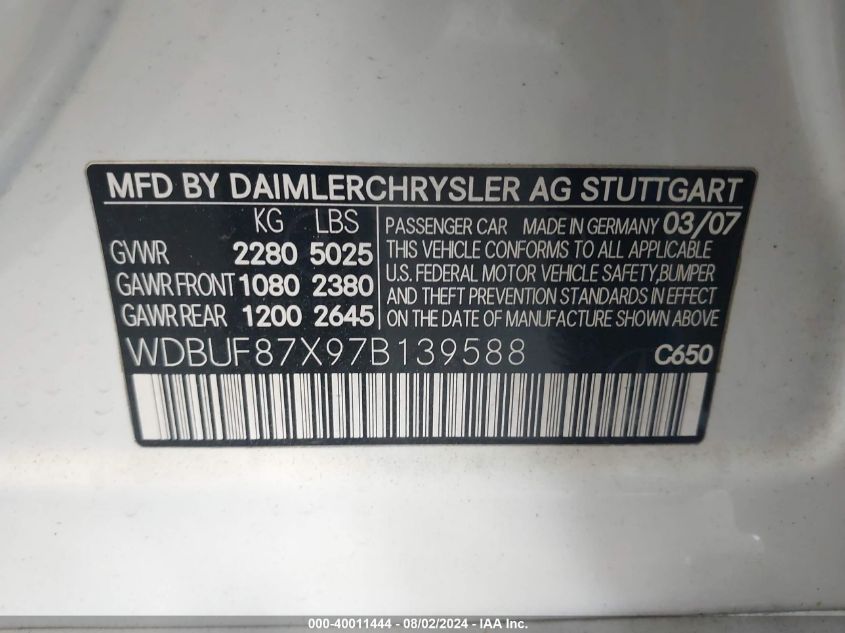 MFD BY DAIMLERCHRYSLER AG STUTTGART
KG LBS
GVWR 2280 5025
GAWR FRONT 1080 2380
GAWR REAR 1200 2645
PASSENGER CAR MADE IN GERMANY 03/07
THIS VEHICLE CONFORMS TO ALL APPLICABLE
U.S. FEDERAL MOTOR VEHICLE SAFETY,BUMPER
AND THEFT PREVENTION STANDARDS IN EFFECT
ON THE DATE OF MANUFACTURE SHOWN ABOVE
WDBUF87X97B139588 C650
000-40011444 - 08/02/2024 - IAA Inc.